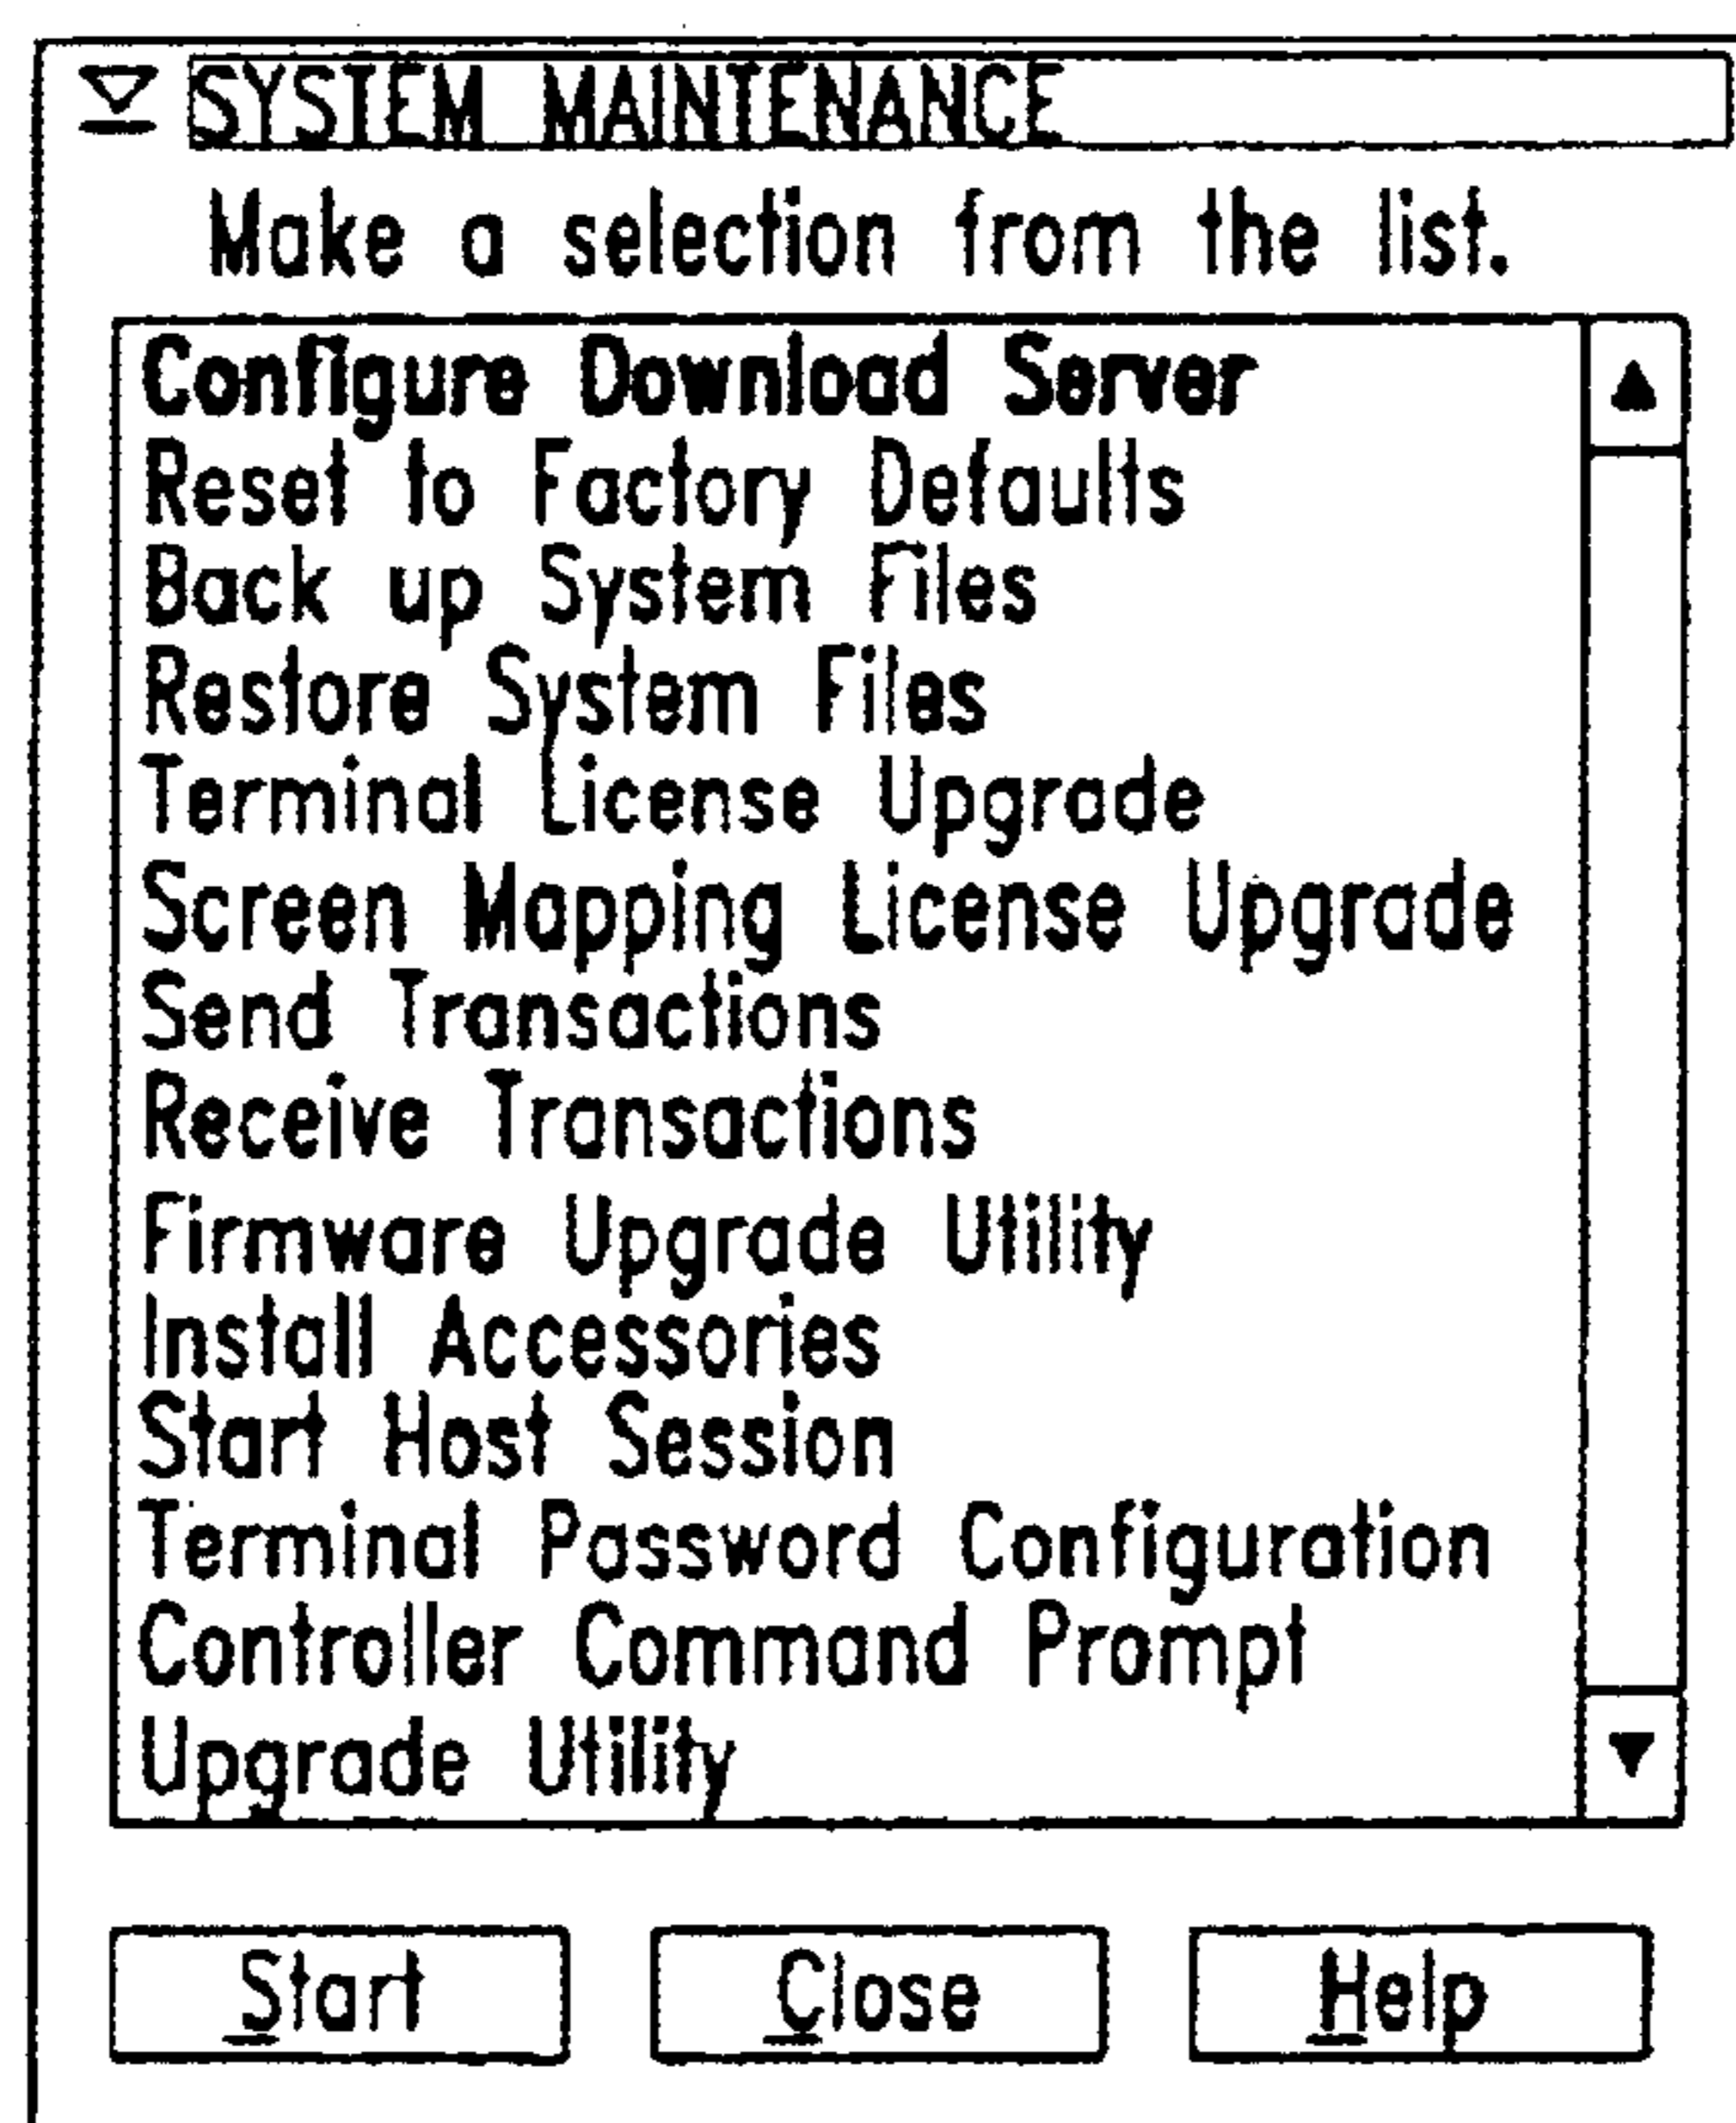 SYSTEM MAINTENANCE
Make a selection from the list.
Configure Download Server
Reset to Factory Defaults
Back up System Files
Restore System Files
Terminal License Upgrade
Screen Mapping License Upgrade
Send Transactions
Receive Transactions
Firmware Upgrade Utility
Install Accessories
Start Host Session
Terminal Password Configuration
Controller Command Prompt
Upgrade Utility
Start Close Help